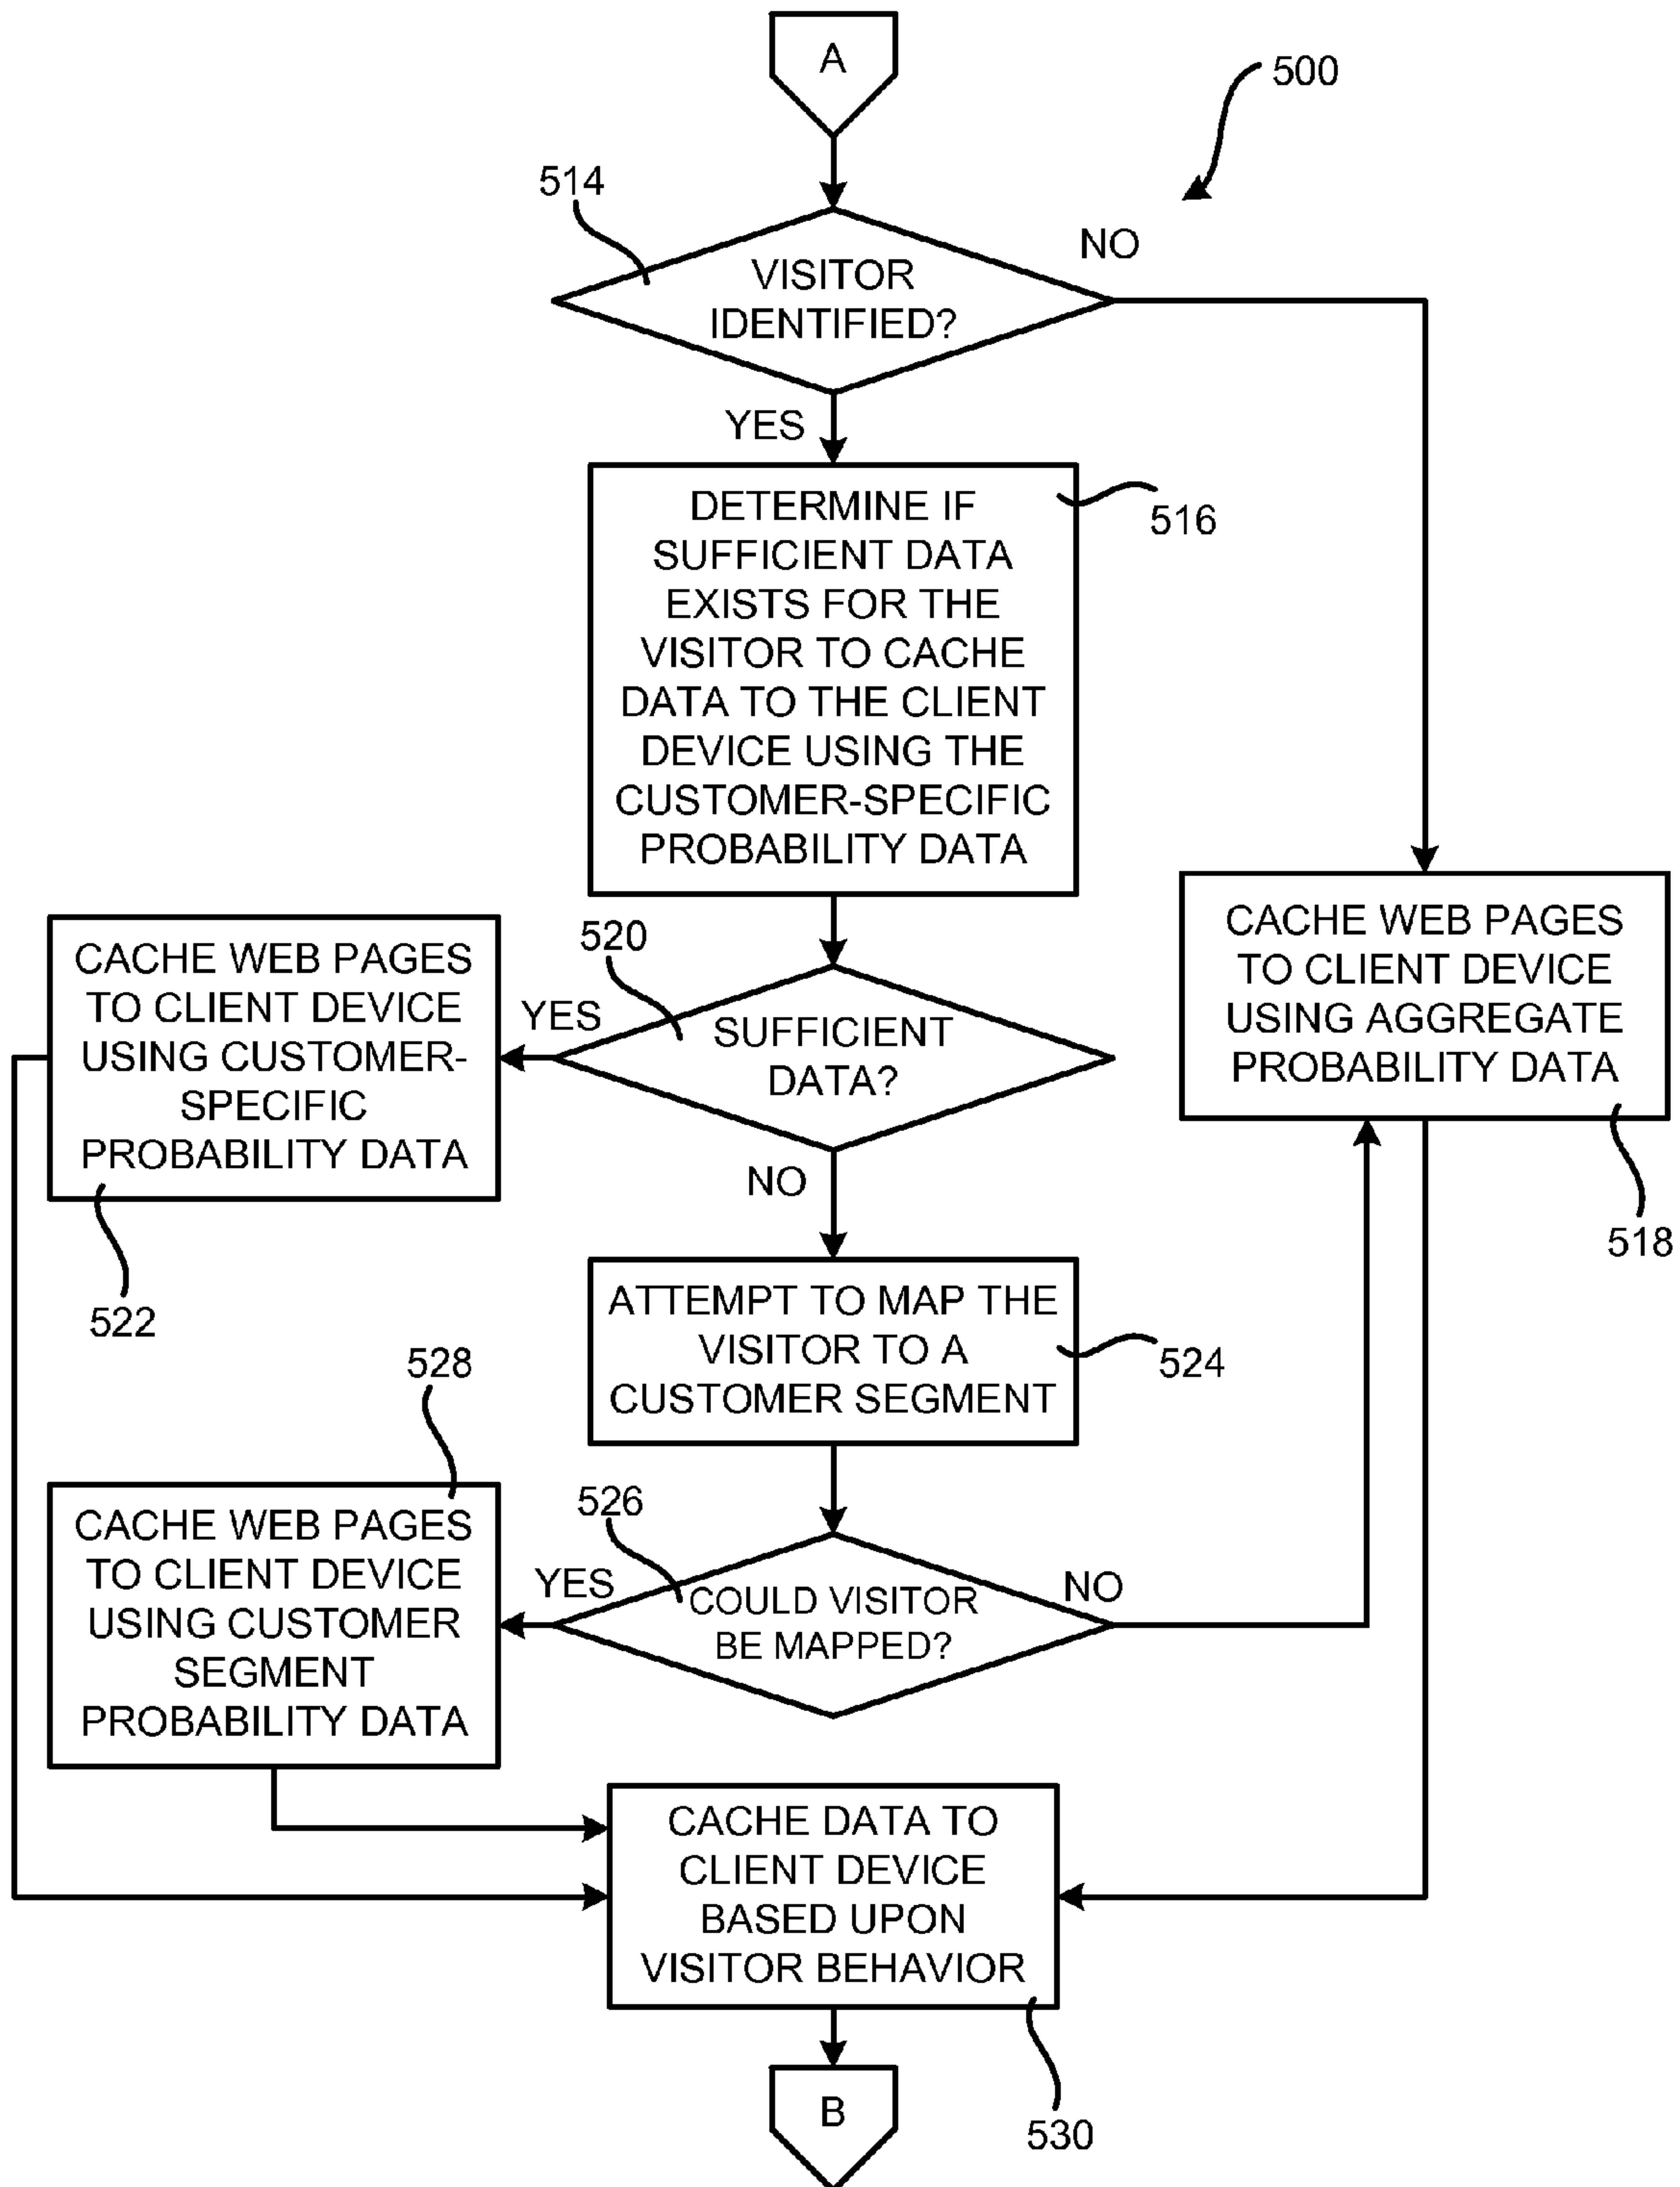 A
500
514
NO
VISITOR
IDENTIFIED?
YES
DETERMINE IF
SUFFICIENT DATA
EXISTS FOR THE
VISITOR TO CACHE
DATA TO THE CLIENT
DEVICE USING THE
CUSTOMER-SPECIFIC
PROBABILITY DATA
516
CACHE WEB PAGES
TO CLIENT DEVICE
USING AGGREGATE
PROBABILITY DATA
518
520
SUFFICIENT
DATA?
YES
CACHE WEB PAGES
TO CLIENT DEVICE
USING CUSTOMER-
SPECIFIC
PROBABILITY DATA
522
NO
ATTEMPT TO MAP THE
VISITOR TO A
CUSTOMER SEGMENT
524
528
526
COULD VISITOR
BE MAPPED?
YES
NO
CACHE WEB PAGES
TO CLIENT DEVICE
USING CUSTOMER
SEGMENT
PROBABILITY DATA
CACHE DATA TO
CLIENT DEVICE
BASED UPON
VISITOR BEHAVIOR
530
B